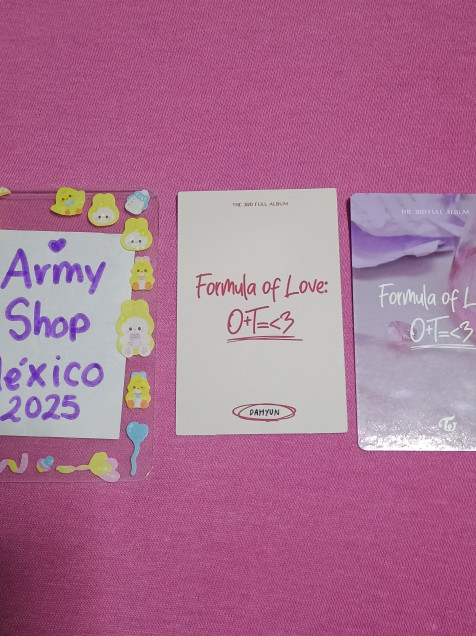 Army
Shop
éxico
2025
THE 3RD FULL ALBUM
Formula of Love:
O+T=<3
DAHYUN
THE 3RD FULL ALBUM
Formula of L
O+T=<3